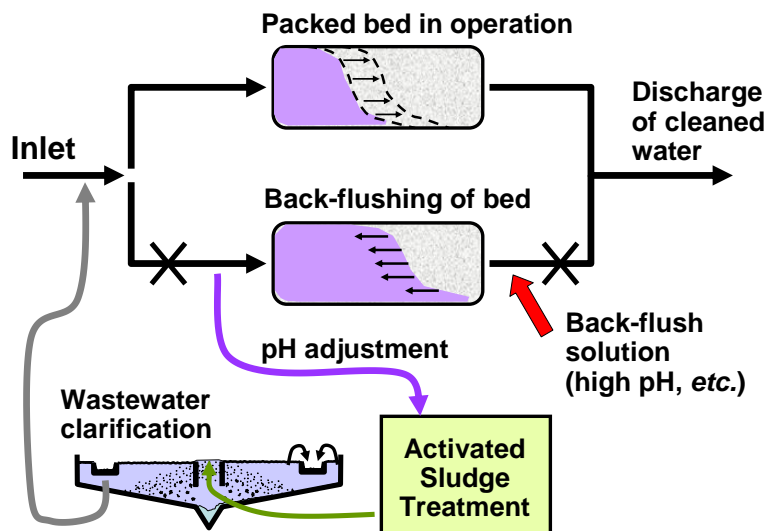 Packed bed in operation
Inlet
Discharge
of cleaned
water
Back-flushing of bed
pH adjustment
Back-flush
solution
(high pH, etc.)
Wastewater
clarification
Activated
Sludge
Treatment